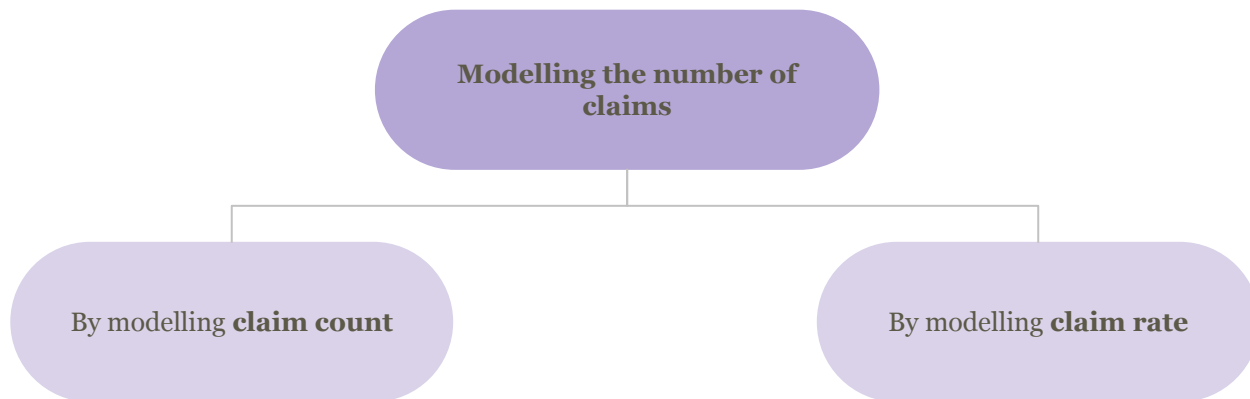 Modelling the number of
claims
By modelling claim count
By modelling claim rate